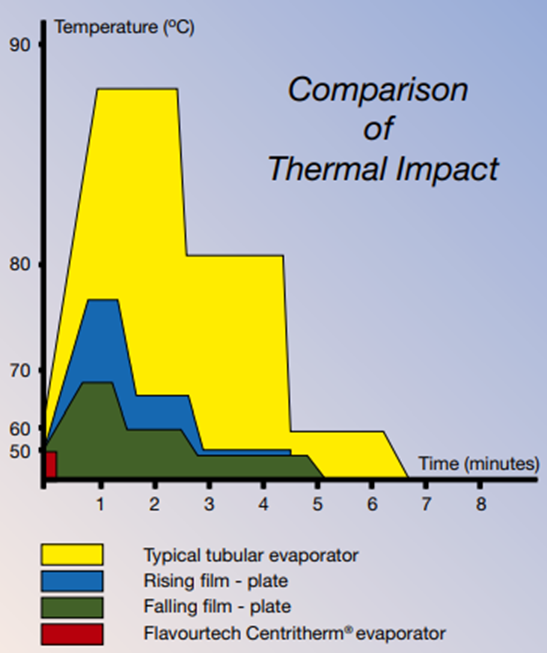 Temperature (ºC)
Comparison
of
Thermal Impact
90
80
70
60
50
Time (minutes)
1 2 3 4 5 6 7 8
Typical tubular evaporator
Rising film - plate
Falling film - plate
Flavourtech Centritherm® evaporator